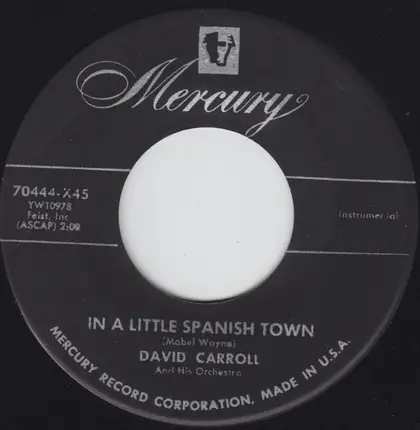 Mercury
70444-X45
YW10978
Feist, Inc.
(ASCAP) 2:00
Instrumental
IN A LITTLE SPANISH TOWN
(Mabel Wayne)
DAVID CARROLL
And His Orchestra
MERCURY RECORD CORPORATION, MADE IN U.S.A.